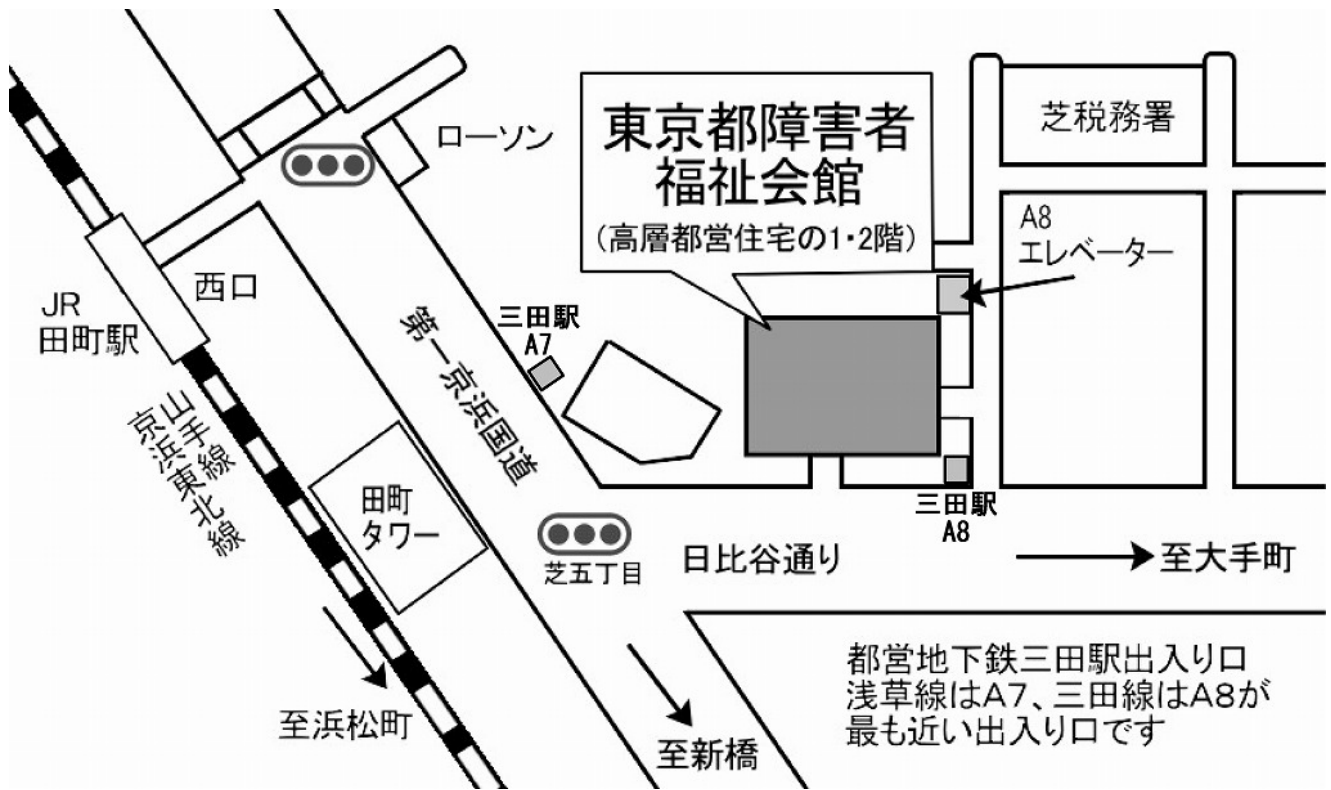 東京都障害者
福祉会館
(高層都営住宅の1・2階)
芝税務署
ローソン
A8
エレベーター
西口
JR
田町駅
三田駅
A7
第一京浜国道
山手線
京浜東北線
田町
タワー
三田駅
A8
芝五丁目
日比谷通り
至大手町
至浜松町
至新橋
都営地下鉄三田駅出入り口
浅草線はA7、三田線はA8が
最も近い出入り口です